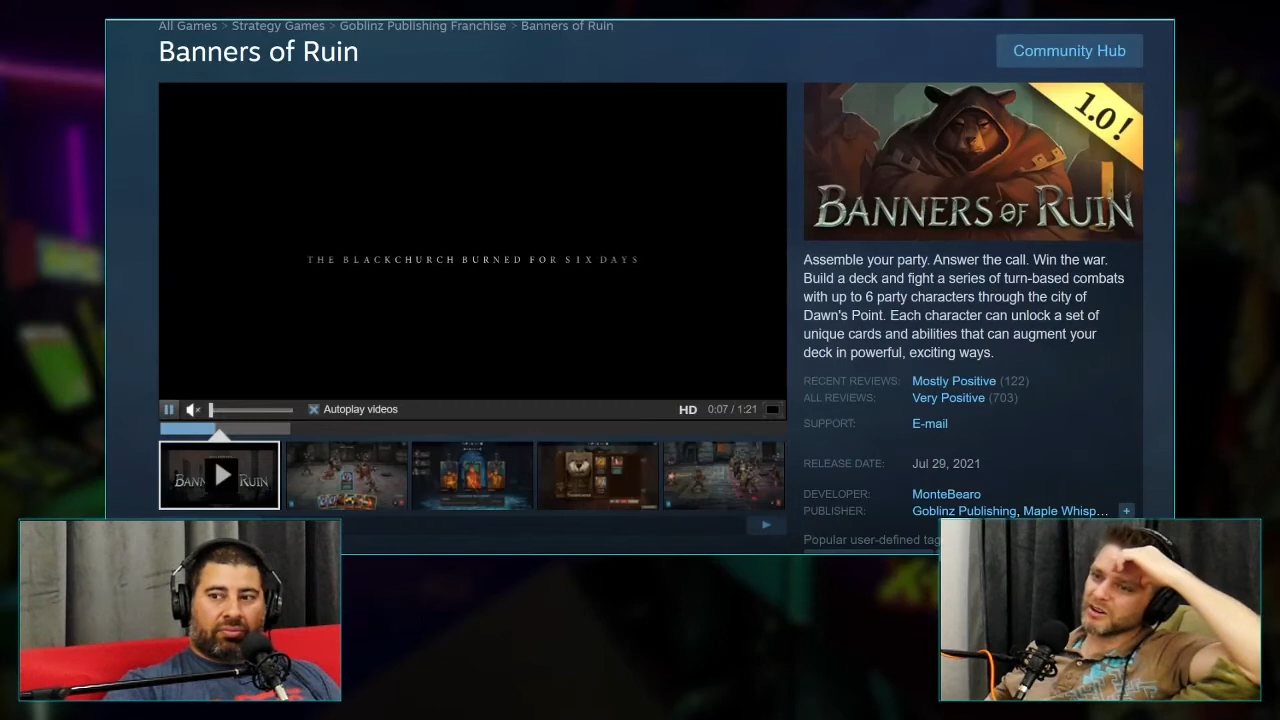 All Games > Strategy Games > Goblinz Publishing Franchise > Banners of Ruin
Banners of Ruin
Community Hub
THE BLACKCHURCH BURNED FOR SIX DAYS
1.0!
BANNERS OF RUIN
Assemble your party. Answer the call. Win the war.
Build a deck and fight a series of turn-based combats
with up to 6 party characters through the city of
Dawn's Point. Each character can unlock a set of
unique cards and abilities that can augment your
deck in powerful, exciting ways.
RECENT REVIEWS: Mostly Positive (122)
ALL REVIEWS: Very Positive (703)
SUPPORT: E-mail
RELEASE DATE: Jul 29, 2021
DEVELOPER: MonteBearo
PUBLISHER: Goblinz Publishing, Maple Whisp... +
Popular user-defined tag
Autoplay videos
HD 0:07 / 1:21
BANN RUIN